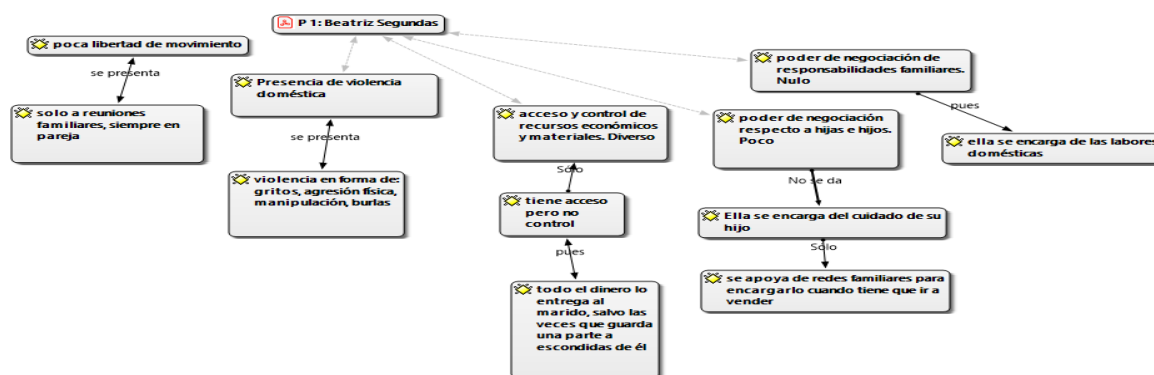 P 1: Beatriz Segundas
poca libertad de movimiento
se presenta
solo a reuniones
familiares, siempre en
pareja
Presencia de violencia
doméstica
se presenta
violencia en forma de:
gritos, agresión física,
manipulación, burlas
acceso y control de
recursos económicos
y materiales. Diverso
Sólo
tiene acceso
pero no
control
pues
todo el dinero lo
entrega al
marido, salvo las
veces que guarda
una parte a
escondidas de él
poder de negociación
respecto a hijas e hijos.
Poco
No se da
Ella se encarga del cuidado de su
hijo
Sólo
se apoya de redes familiares para
encargarlo cuando tiene que ir a
vender
poder de negociación de
responsabilidades familiares.
Nulo
pues
ella se encarga de las labores
domésticas